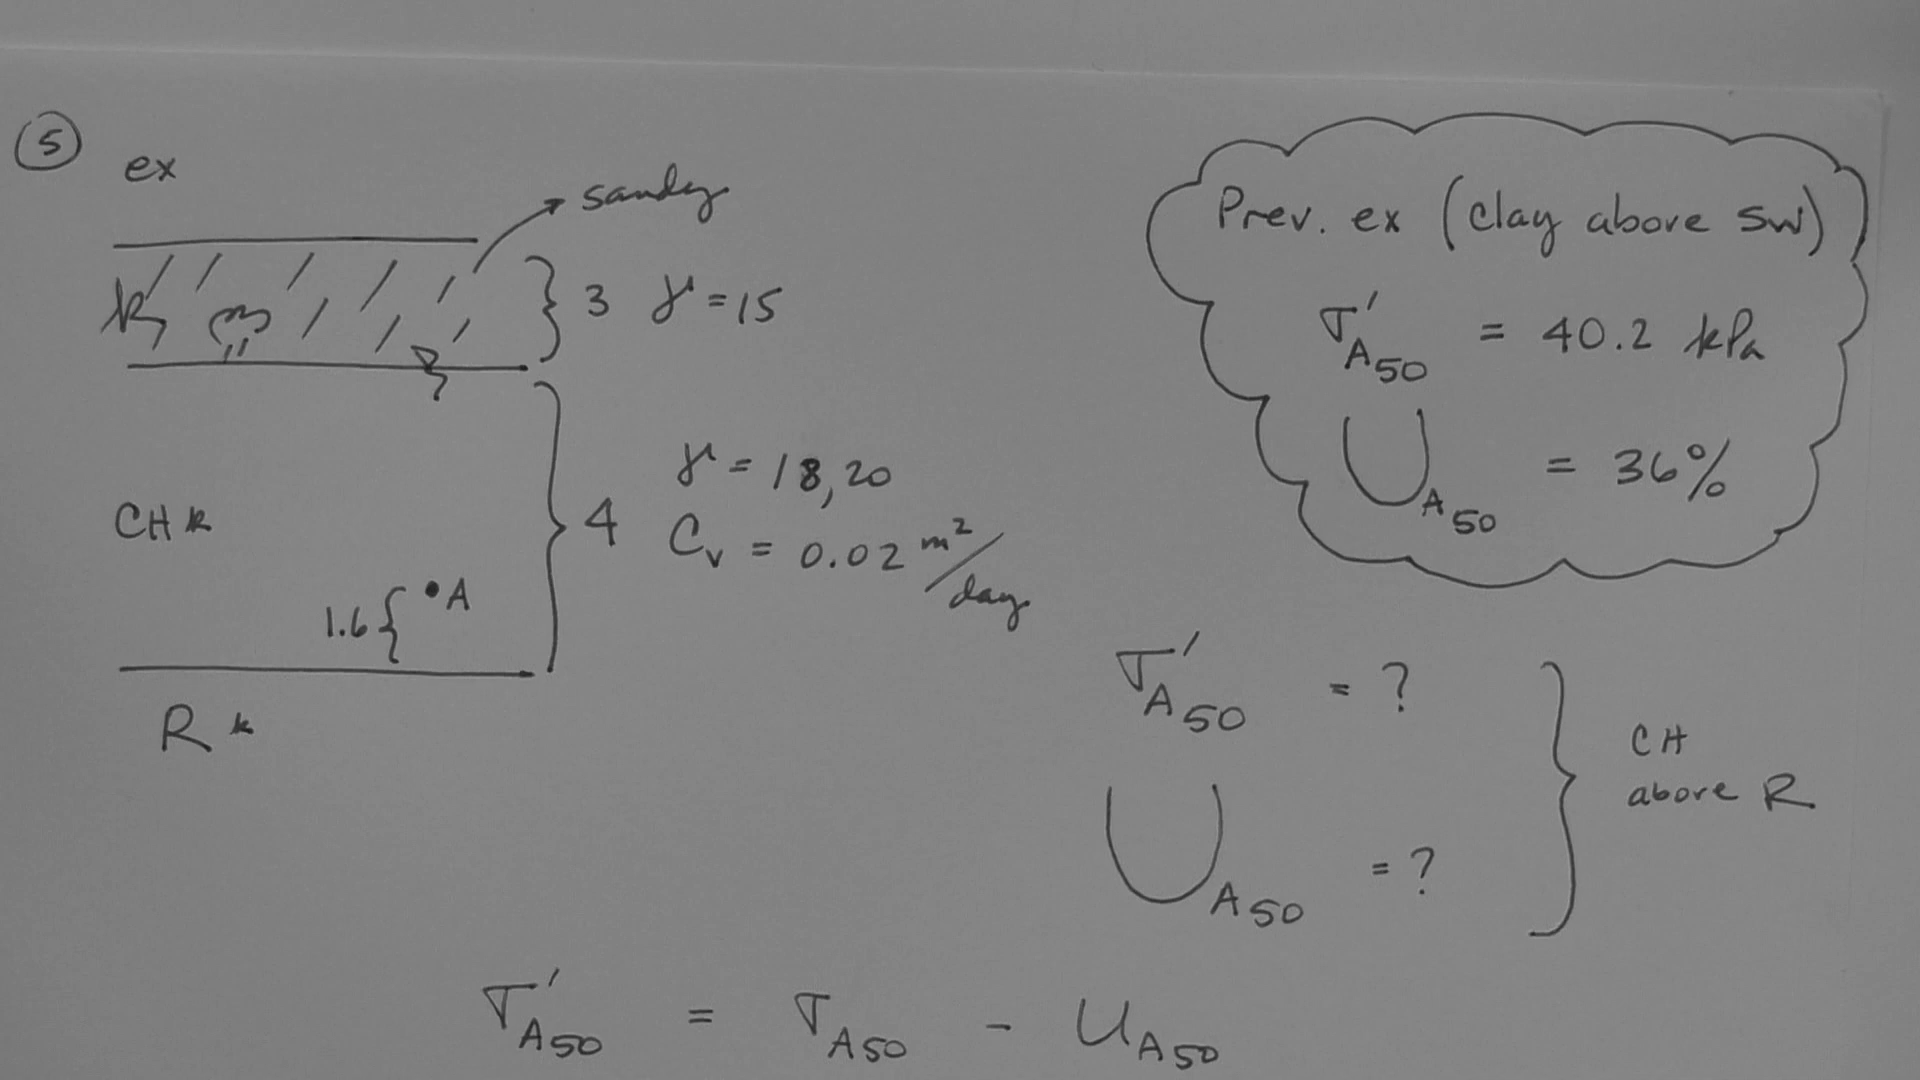 ⑤ ex
sandy
3 γ = 15
CH k
4
γ = 18, 20
Cv = 0.02 m²/day
1.6 { • A
R k
Prev. ex (clay above SW)
σ'A50 = 40.2 kPa
UA50 = 36%
σ'A50 = ?
UA50 = ?
CH
above R
σ'A50 = σA50 - uA50